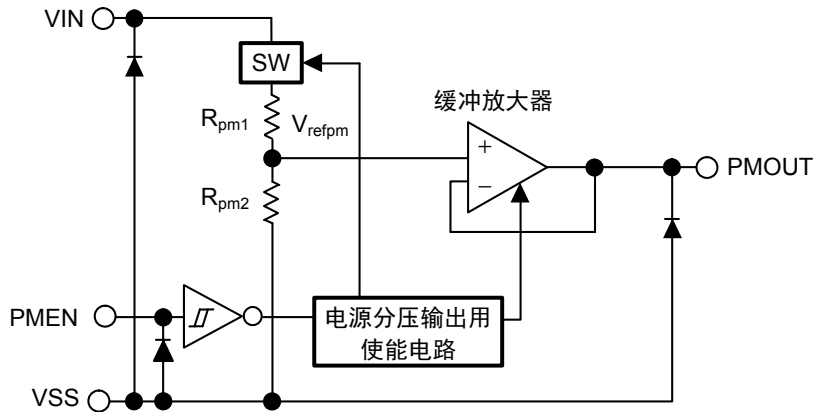 VIN
SW
缓冲放大器
Rpm1
Vrefpm
+
−
PMOUT
Rpm2
PMEN
电源分压输出用
使能电路
VSS